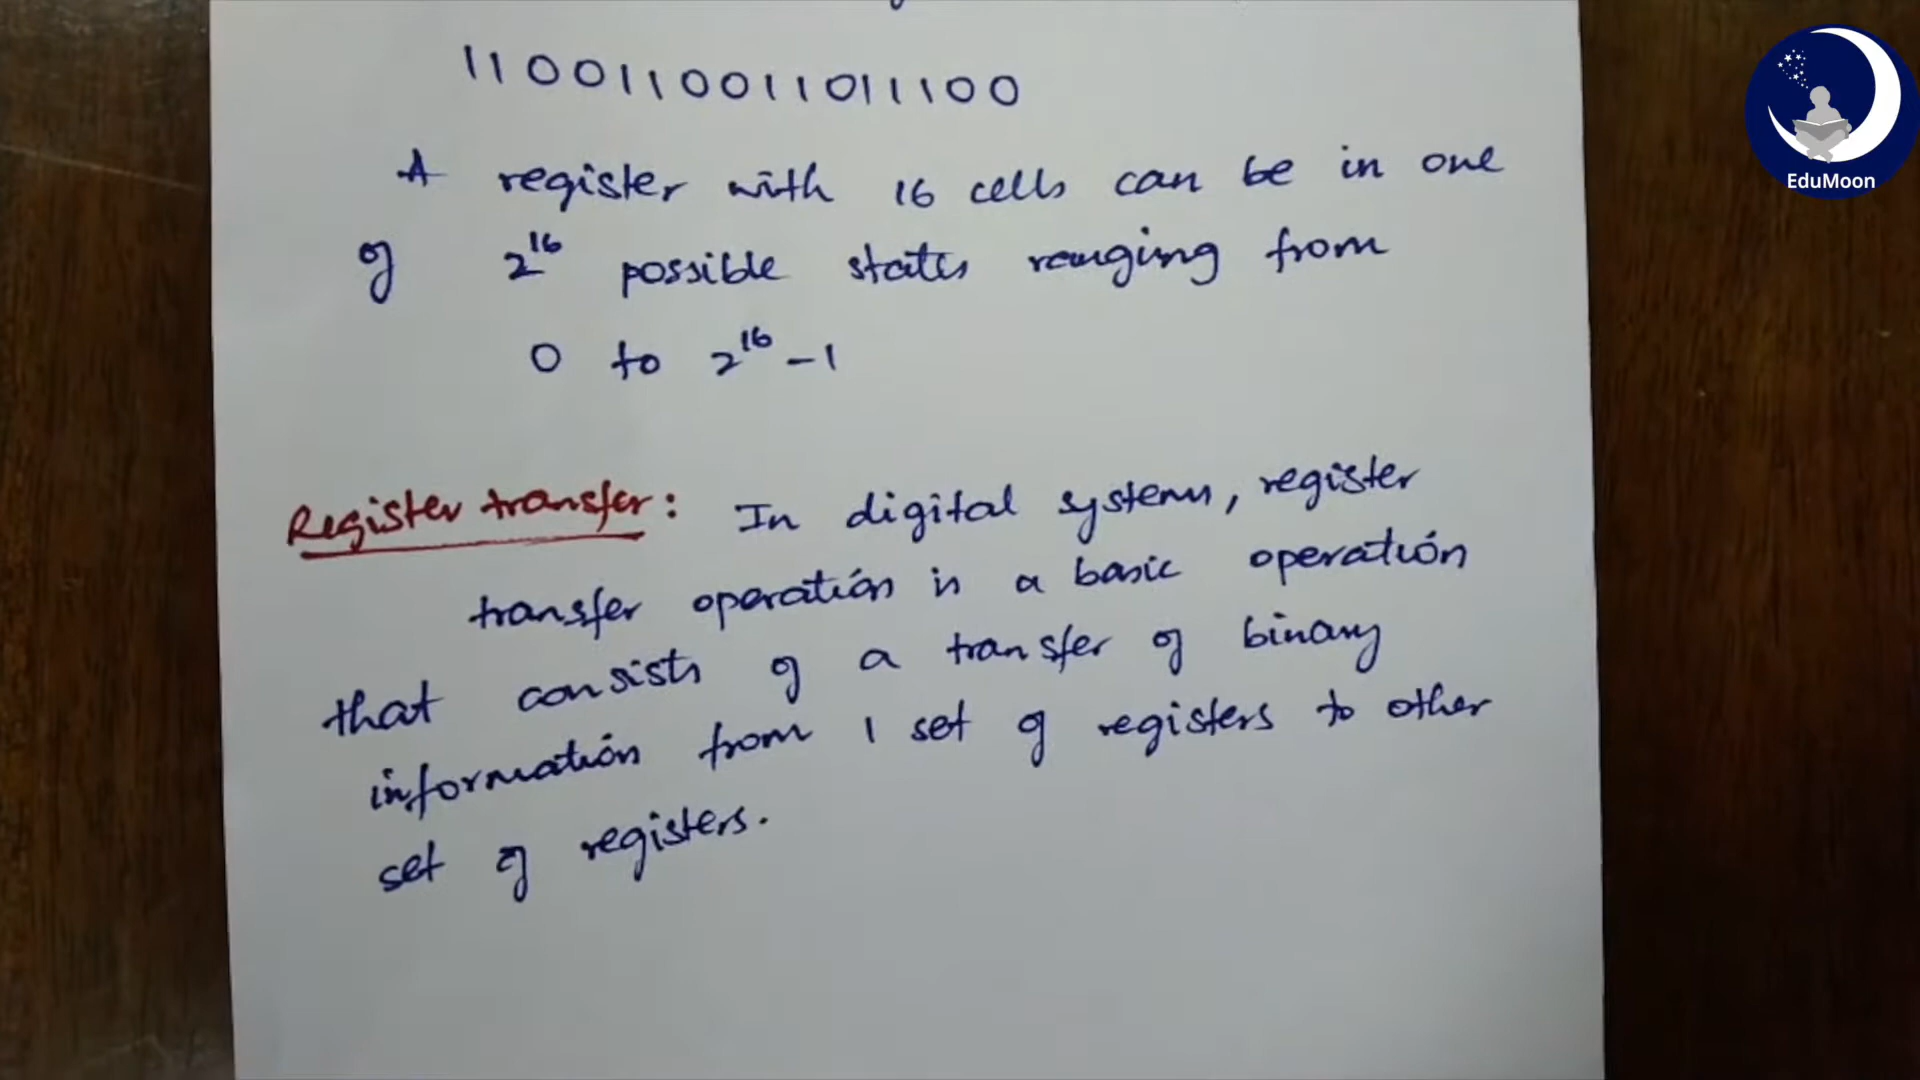 1100110011011100
A register with 16 cells can be in one
of 2^16 possible states ranging from
0 to 2^16 - 1
Register transfer: In digital systems, register
transfer operation is a basic operation
that consists of a transfer of binary
information from 1 set of registers to other
set of registers.
EduMoon